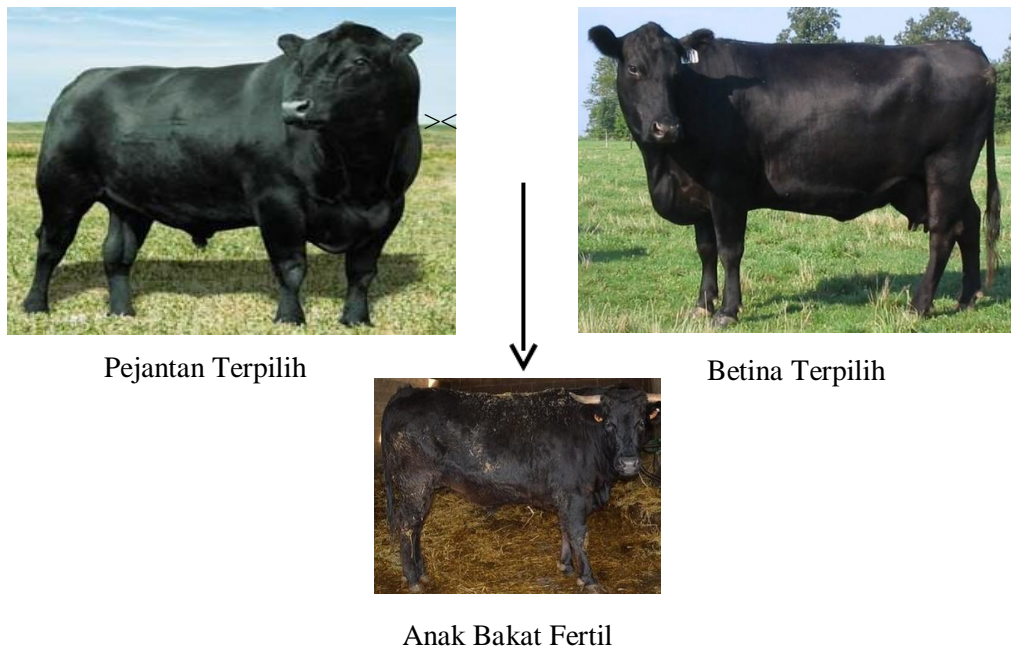 ><
Pejantan Terpilih
Betina Terpilih
Anak Bakat Fertil